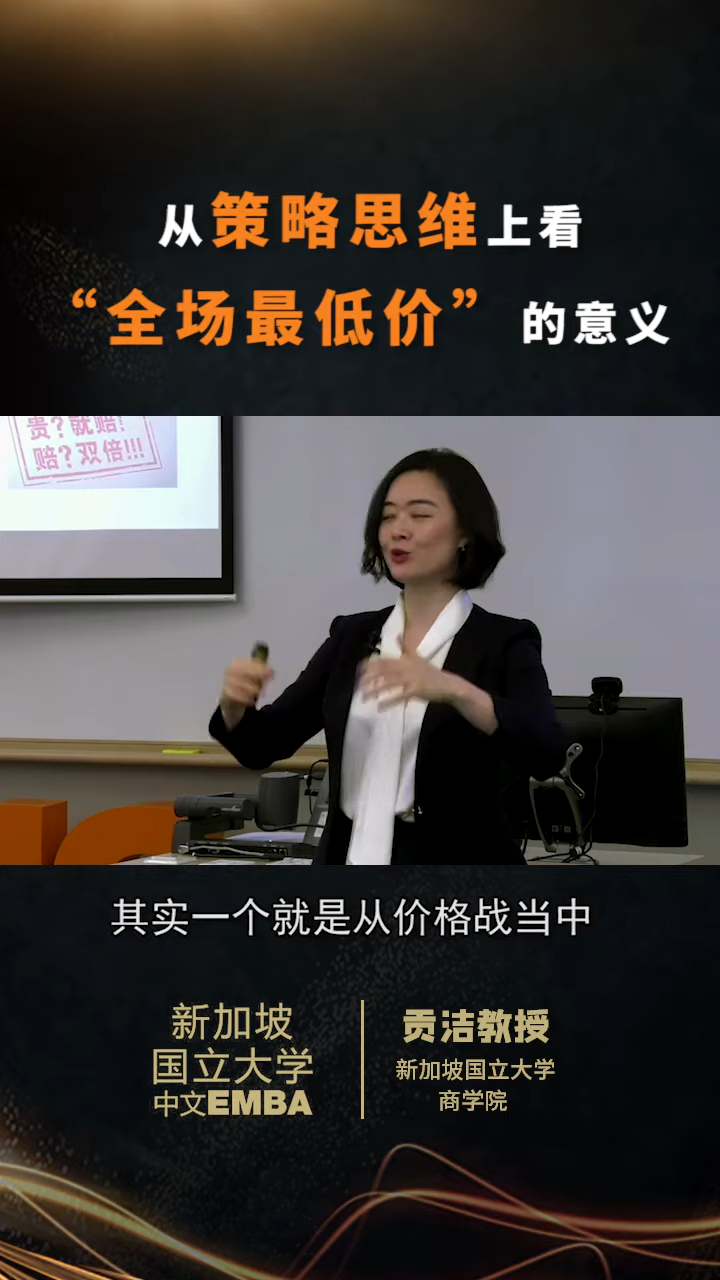 从策略思维上看
“全场最低价”的意义
贵?就赔!
赔?双倍!!!
其实一个就是从价格战当中
新加坡
国立大学
中文EMBA
贡洁教授
新加坡国立大学
商学院